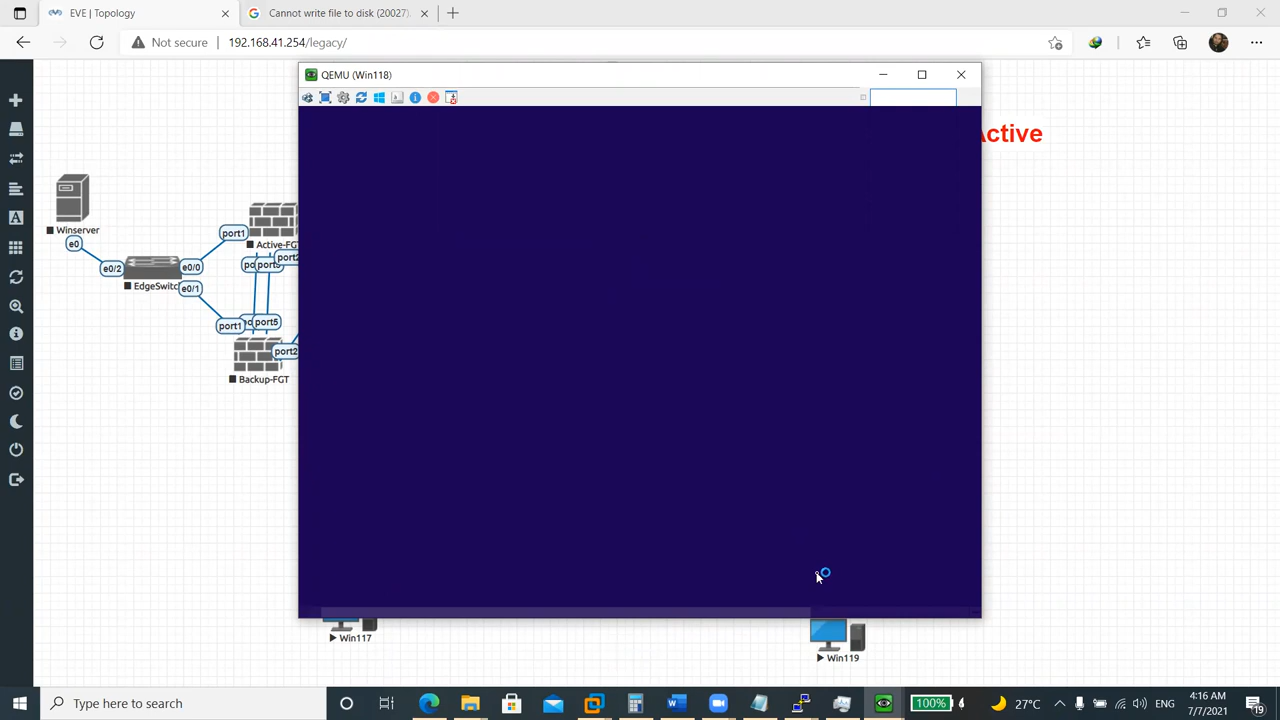 EVE | Topology
Cannot write file to disk (20027).
Not secure
192.168.41.254/legacy/
QEMU (Win118)
Active
Winserver
e0
e0/2
e0/0
e0/1
EdgeSwitc
port1
Active-FG
port2
port1
port5
port2
Backup-FGT
Win117
Win119
Type here to search
100%
27°C
ENG
4:16 AM
7/7/2021
19